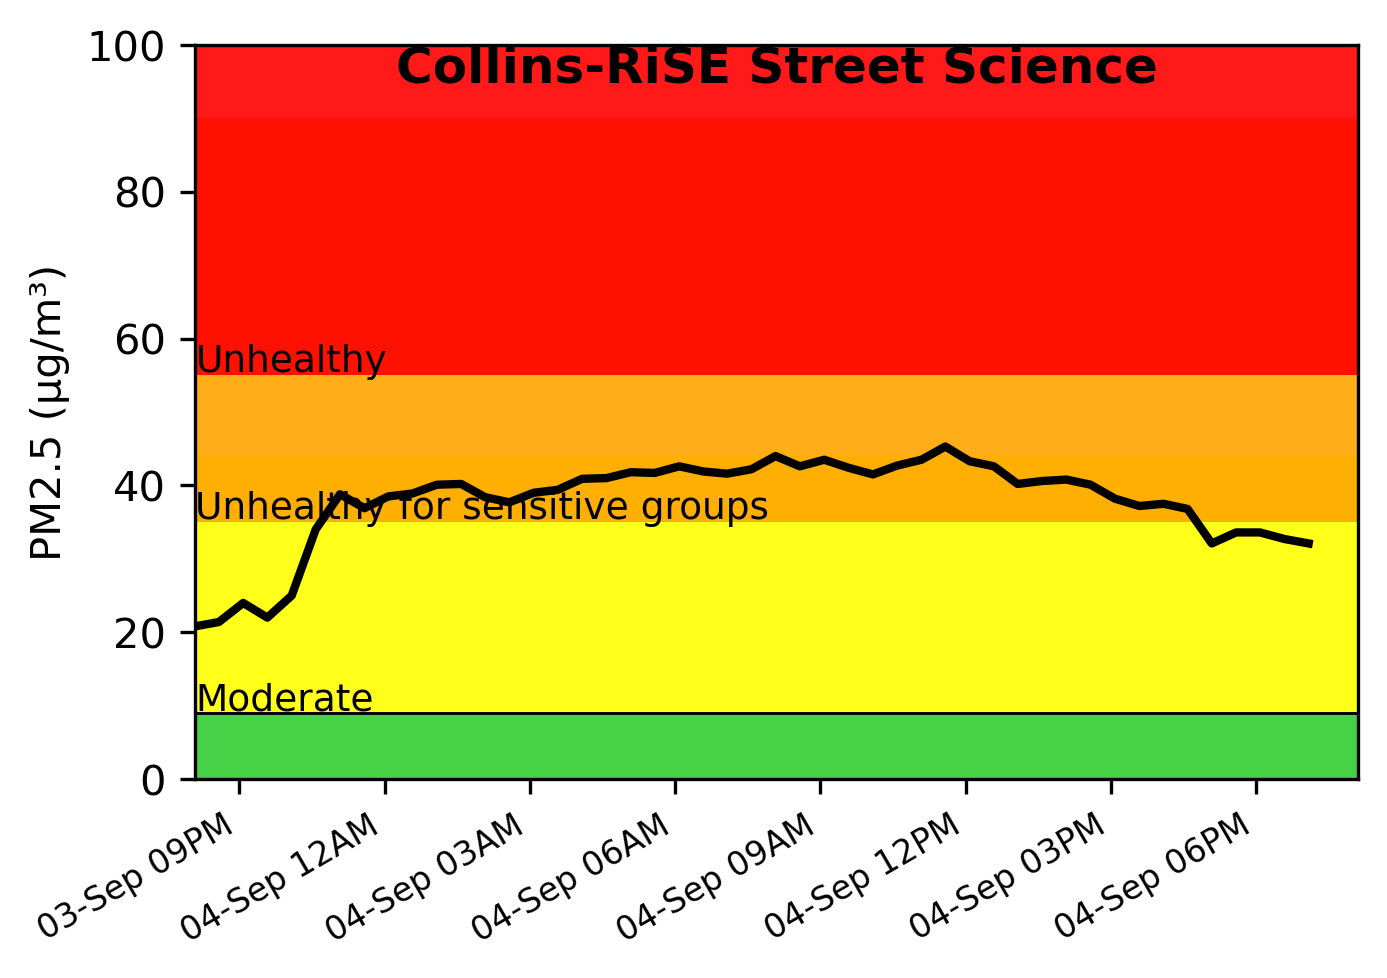 Collins-RiSE Street Science
100
80
60
40
20
0
PM2.5 (µg/m³)
Unhealthy
Unhealthy for sensitive groups
Moderate
03-Sep 09PM
04-Sep 12AM
04-Sep 03AM
04-Sep 06AM
04-Sep 09AM
04-Sep 12PM
04-Sep 03PM
04-Sep 06PM